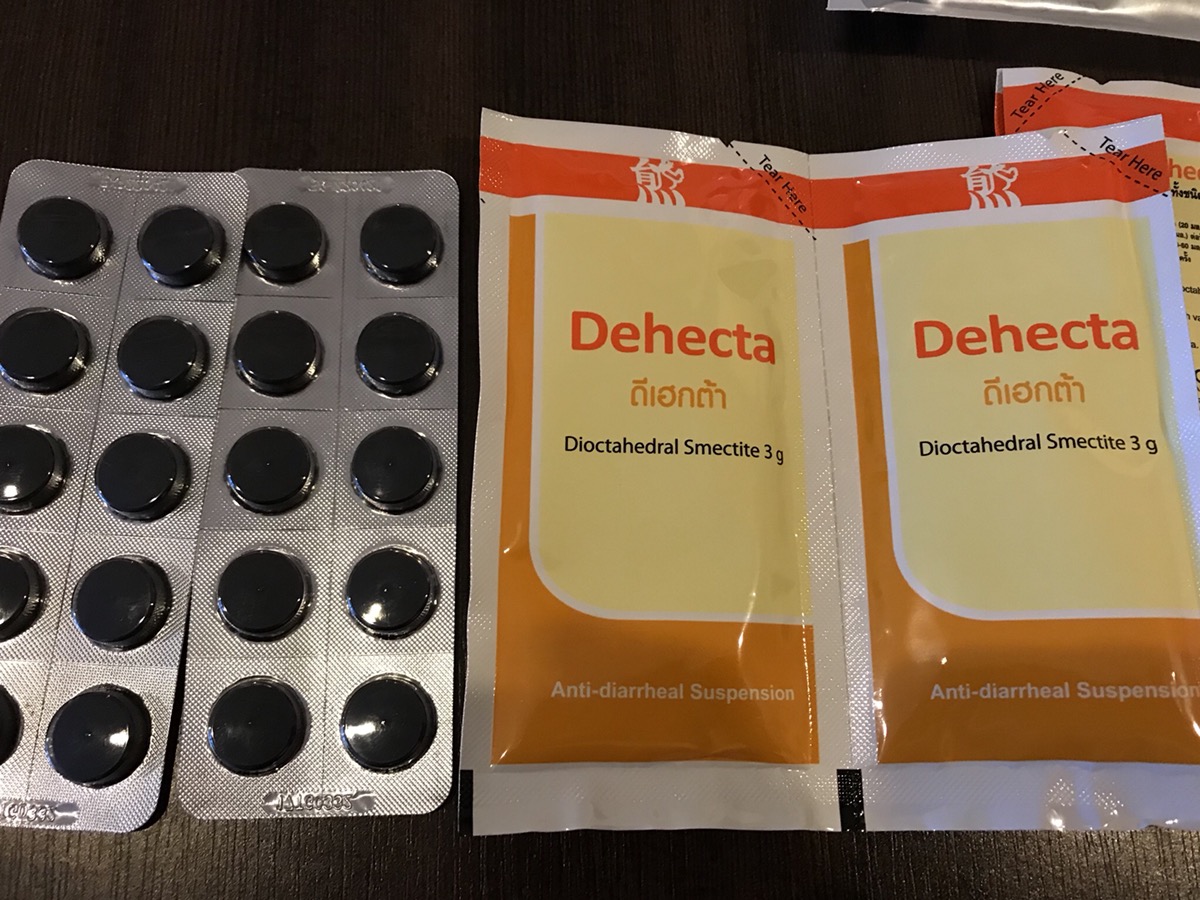 Tear Here
Dehecta
ดีเฮกต้า
Dioctahedral Smectite 3 g
Anti-diarrheal Suspension
Tear Here
Dehecta
ดีเฮกต้า
Dioctahedral Smectite 3 g
Anti-diarrheal Suspension
Tear Here